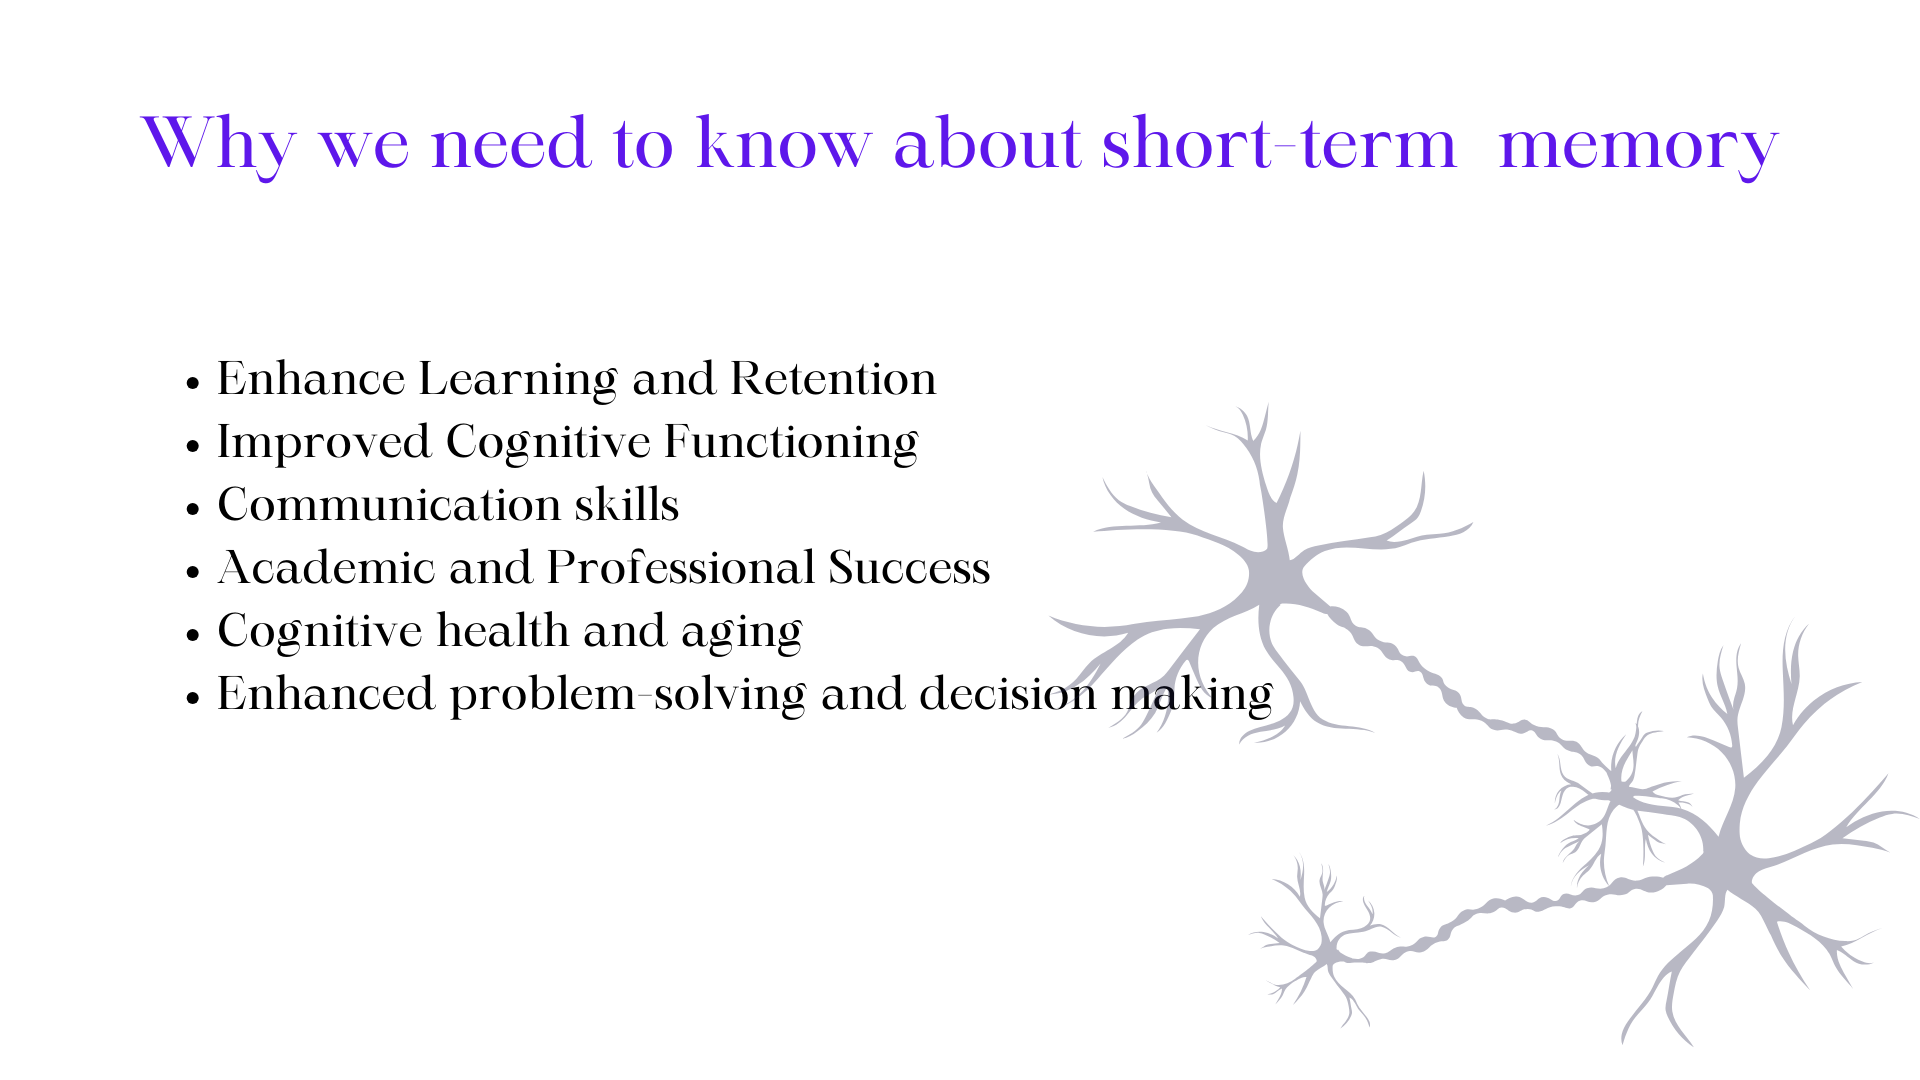 Why we need to know about short-term  memory
• Enhance Learning and Retention
• Improved Cognitive Functioning
• Communication skills
• Academic and Professional Success
• Cognitive health and aging
• Enhanced problem-solving and decision making